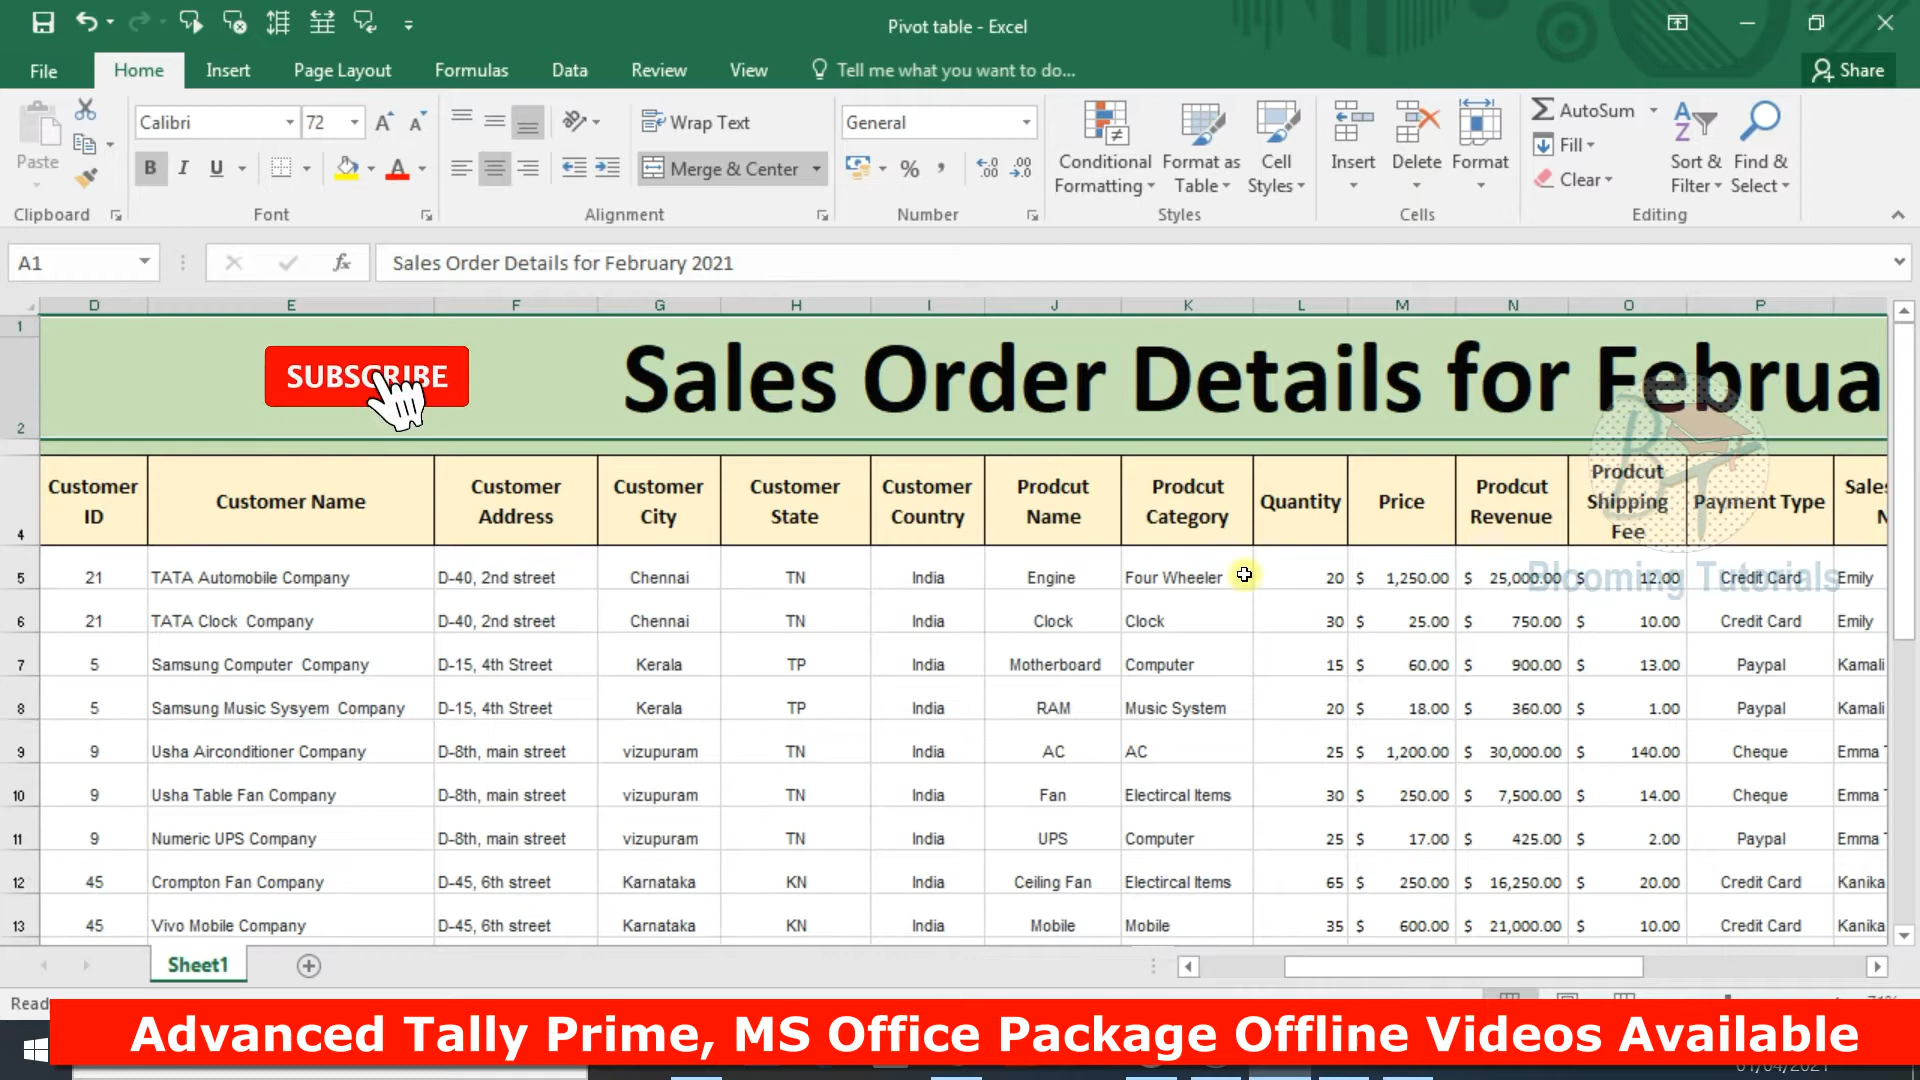 Pivot table - Excel
File Home Insert Page Layout Formulas Data Review View Tell me what you want to do... Share
Calibri 72 Wrap Text General AutoSum
Paste Merge & Center Conditional Formatting Format as Table Cell Styles Insert Delete Format Fill Clear Sort & Filter Find & Select
Clipboard Font Alignment Number Styles Cells Editing
A1 fx Sales Order Details for February 2021
D E F G H I J K L M N O P
1
SUBSCRIBE Sales Order Details for Februa
2
4 Customer ID Customer Name Customer Address Customer City Customer State Customer Country Prodcut Name Prodcut Category Quantity Price Prodcut Revenue Prodcut Shipping Fee Payment Type Sales
5 21 TATA Automobile Company D-40, 2nd street Chennai TN India Engine Four Wheeler 20 $ 1,250.00 $ 25,000.00 $ 12.00 Credit Card Emily
Blooming Tutorials
6 21 TATA Clock Company D-40, 2nd street Chennai TN India Clock Clock 30 $ 25.00 $ 750.00 $ 10.00 Credit Card Emily
7 5 Samsung Computer Company D-15, 4th Street Kerala TP India Motherboard Computer 15 $ 60.00 $ 900.00 $ 13.00 Paypal Kamali
8 5 Samsung Music Sysyem Company D-15, 4th Street Kerala TP India RAM Music System 20 $ 18.00 $ 360.00 $ 1.00 Paypal Kamali
9 9 Usha Airconditioner Company D-8th, main street vizupuram TN India AC AC 25 $ 1,200.00 $ 30,000.00 $ 140.00 Cheque Emma
10 9 Usha Table Fan Company D-8th, main street vizupuram TN India Fan Electircal Items 30 $ 250.00 $ 7,500.00 $ 14.00 Cheque Emma
11 9 Numeric UPS Company D-8th, main street vizupuram TN India UPS Computer 25 $ 17.00 $ 425.00 $ 2.00 Paypal Emma
12 45 Crompton Fan Company D-45, 6th street Karnataka KN India Ceiling Fan Electircal Items 65 $ 250.00 $ 16,250.00 $ 20.00 Credit Card Kanika
13 45 Vivo Mobile Company D-45, 6th street Karnataka KN India Mobile Mobile 35 $ 600.00 $ 21,000.00 $ 10.00 Credit Card Kanika
Sheet1
Advanced Tally Prime, MS Office Package Offline Videos Available